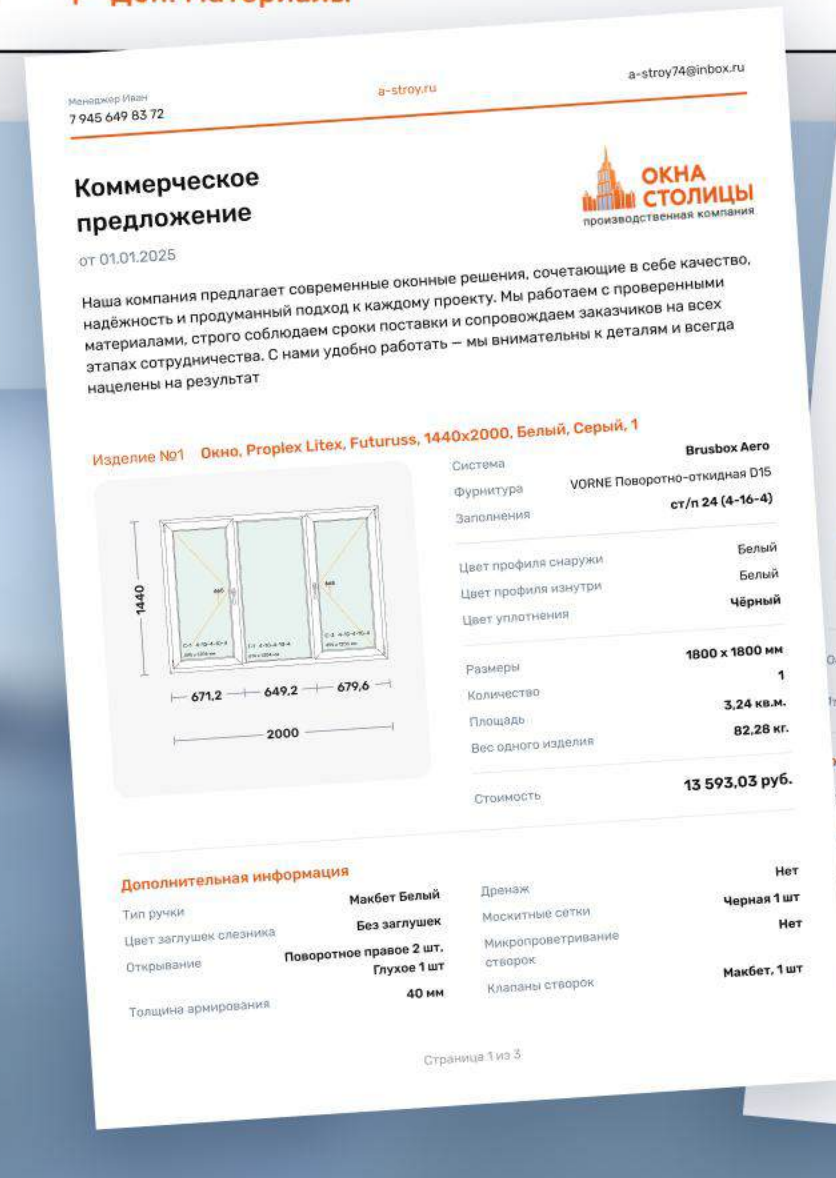 Доп. Материалы
Менеджер Иван
7 945 649 83 72
a-stroy.ru
a-stroy74@inbox.ru
Коммерческое
предложение
от 01.01.2025
ОКНА
СТОЛИЦЫ
производственная компания
Наша компания предлагает современные оконные решения, сочетающие в себе качество,
надёжность и продуманный подход к каждому проекту. Мы работаем с проверенными
материалами, строго соблюдаем сроки поставки и сопровождаем заказчиков на всех
этапах сотрудничества. С нами удобно работать — мы внимательны к деталям и всегда
нацелены на результат
Изделие №1 Окно, Proplex Litex, Futuruss, 1440x2000, Белый, Серый, 1
1440
671,2 649,2 679,6
2000
Система Brusbox Aero
Фурнитура VORNE Поворотно-откидная D15
Заполнения ст/п 24 (4-16-4)
Цвет профиля снаружи Белый
Цвет профиля изнутри Белый
Цвет уплотнения Чёрный
Размеры 1800 x 1800 мм
Количество 1
Площадь 3,24 кв.м.
Вес одного изделия 82,28 кг.
Стоимость 13 593,03 руб.
Дополнительная информация
Тип ручки Макбет Белый
Цвет заглушек слезника Без заглушек
Открывание Поворотное правое 2 шт,
Глухое 1 шт
Толщина армирования 40 мм
Дренаж Нет
Москитные сетки Черная 1 шт
Микропроветривание Нет
створок
Клапаны створок Макбет, 1 шт
Страница 1 из 3